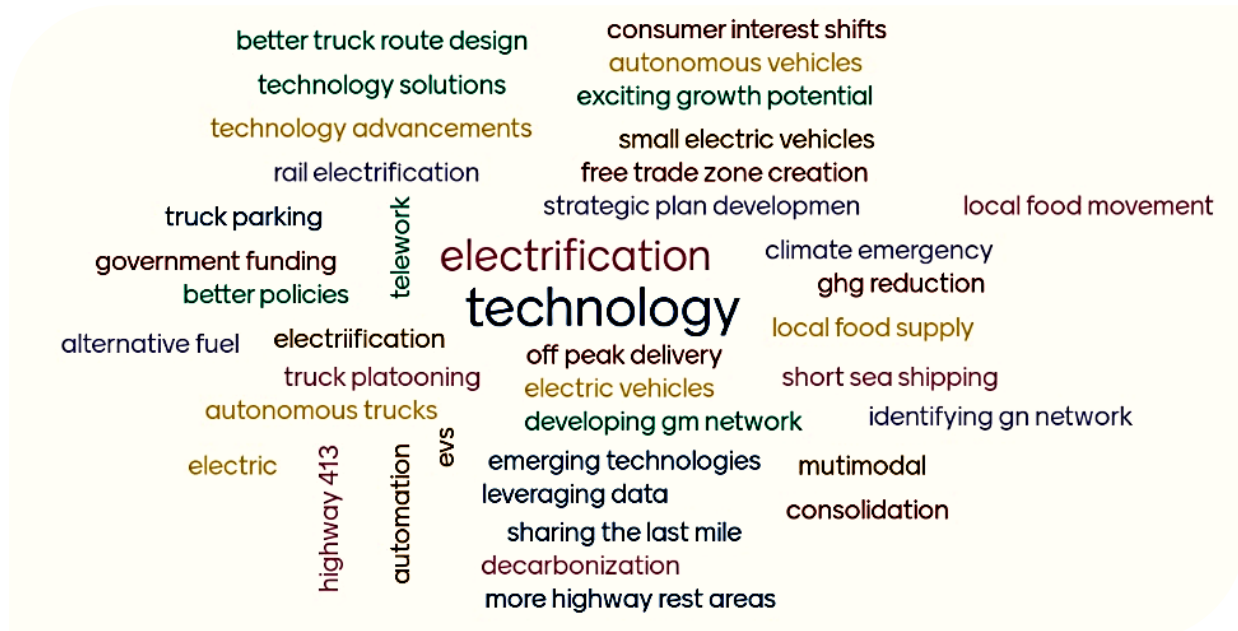 consumer interest shifts
better truck route design
autonomous vehicles
technology solutions
exciting growth potential
technology advancements
small electric vehicles
rail electrification
free trade zone creation
truck parking
telework
strategic plan developmen
local food movement
government funding
electrification
climate emergency
better policies
ghg reduction
technology
local food supply
alternative fuel
electriification
off peak delivery
truck platooning
electric vehicles
short sea shipping
autonomous trucks
developing gm network
identifying gn network
electric
highway 413
automation
evs
emerging technologies
mutimodal
leveraging data
consolidation
sharing the last mile
decarbonization
more highway rest areas